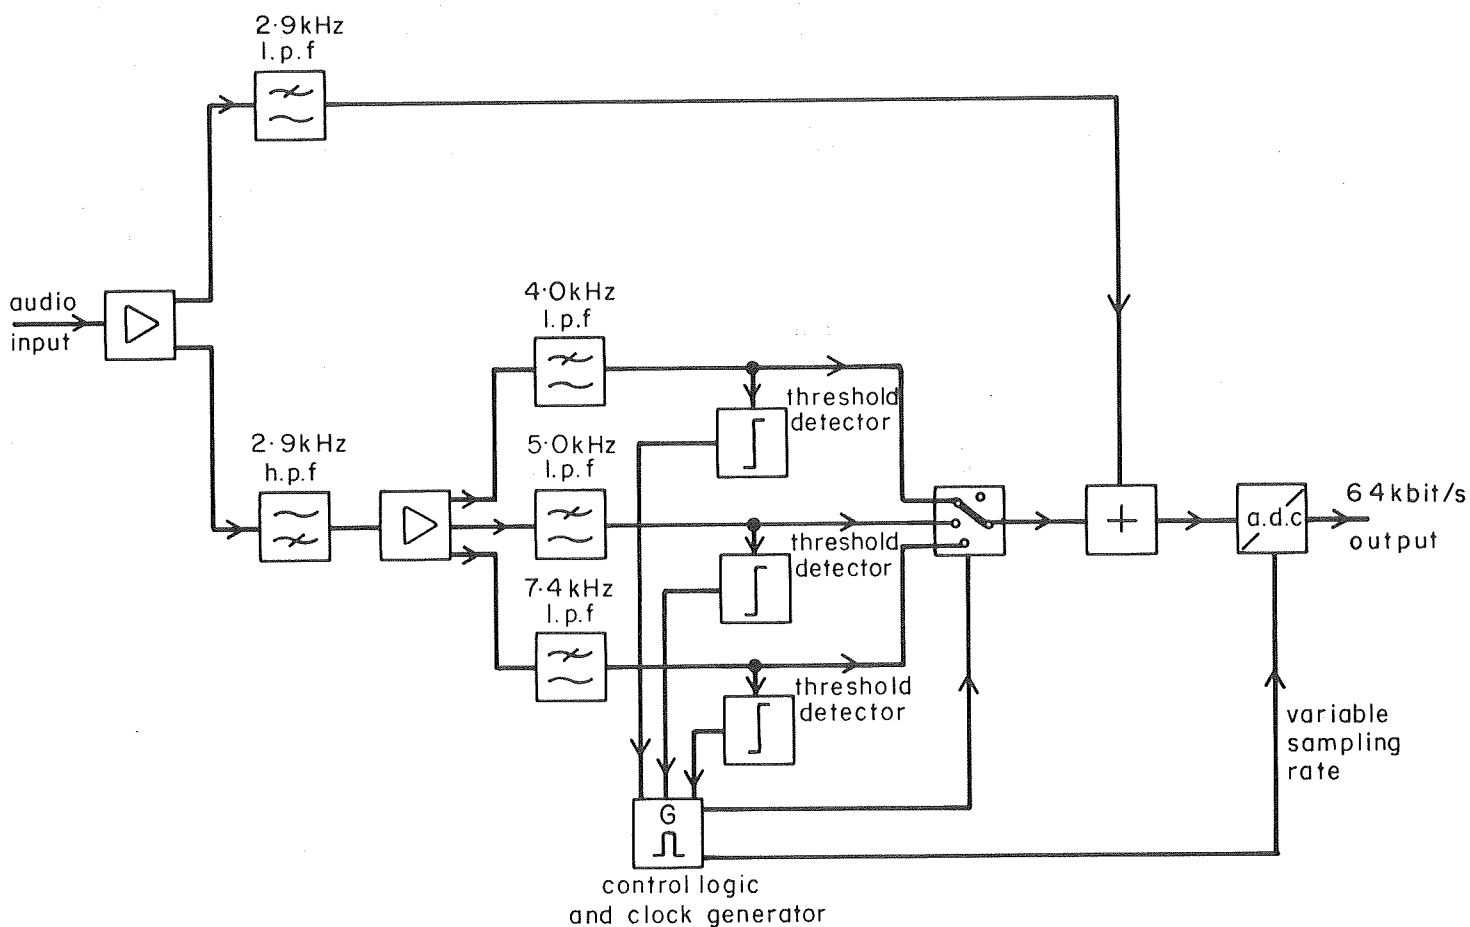 2·9kHz
l.p.f
audio
input
4·0kHz
l.p.f
threshold
detector
2·9kHz
h.p.f
5·0kHz
l.p.f
64kbit/s
output
+
a.d.c
threshold
detector
7·4kHz
l.p.f
threshold
detector
variable
sampling
rate
G
control logic
and clock generator